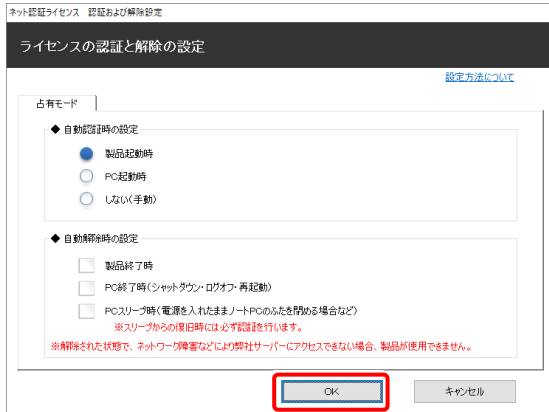 ネット認証ライセンス 認証および解除設定
ライセンスの認証と解除の設定
設定方法について
占有モード
◆ 自動認証時の設定
製品起動時
PC起動時
しない(手動)
◆ 自動解除時の設定
製品終了時
PC終了時(シャットダウン・ログオフ・再起動)
PCスリープ時(電源を入れたままノートPCのふたを閉める場合など)
※スリープからの復旧時には必ず認証を行います。
※解除された状態で、ネットワーク障害などにより弊社サーバーにアクセスできない場合、製品が使用できません。
OK
キャンセル